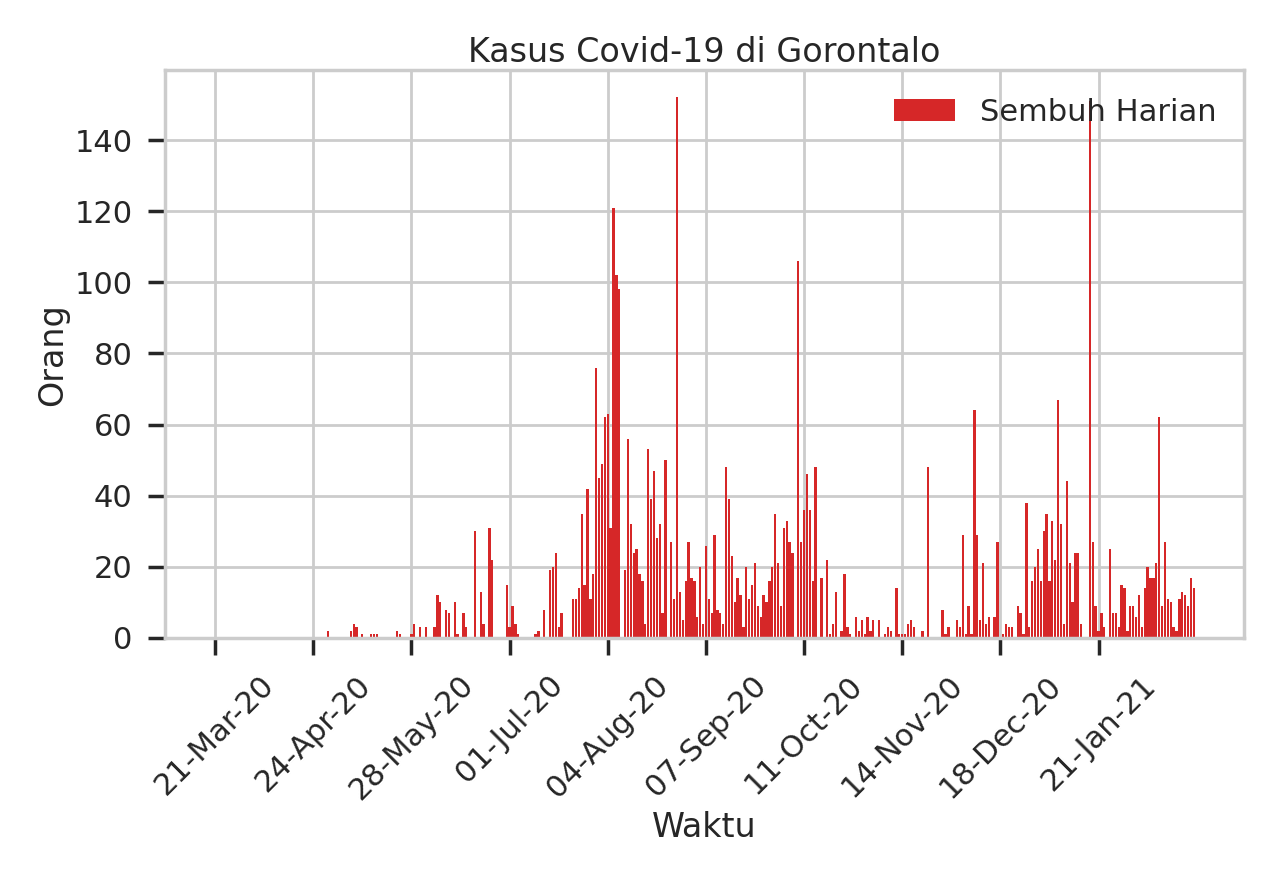 Kasus Covid-19 di Gorontalo
Sembuh Harian
Orang
140
120
100
80
60
40
20
0
21-Mar-20
24-Apr-20
28-May-20
01-Jul-20
04-Aug-20
07-Sep-20
11-Oct-20
14-Nov-20
18-Dec-20
21-Jan-21
Waktu